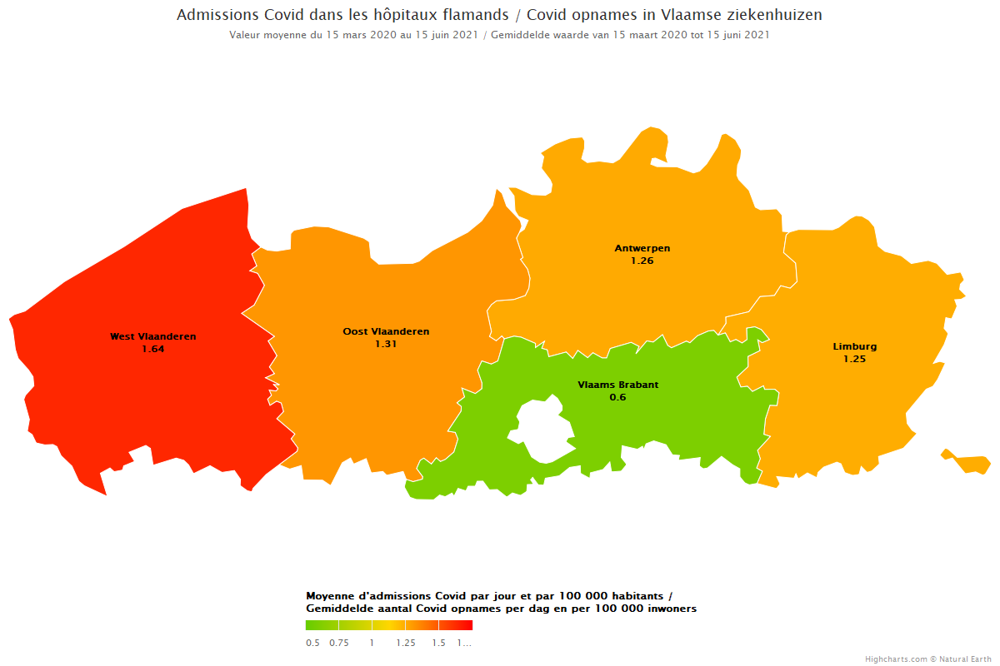 Admissions Covid dans les hôpitaux flamands / Covid opnames in Vlaamse ziekenhuizen
Valeur moyenne du 15 mars 2020 au 15 juin 2021 / Gemiddelde waarde van 15 maart 2020 tot 15 juni 2021
Antwerpen
1.26
West Vlaanderen
1.64
Oost Vlaanderen
1.31
Limburg
1.25
Vlaams Brabant
0.6
Moyenne d'admissions Covid par jour et par 100 000 habitants /
Gemiddelde aantal Covid opnames per dag en per 100 000 inwoners
0.5 0.75 1 1.25 1.5 1...
Highcharts.com © Natural Earth